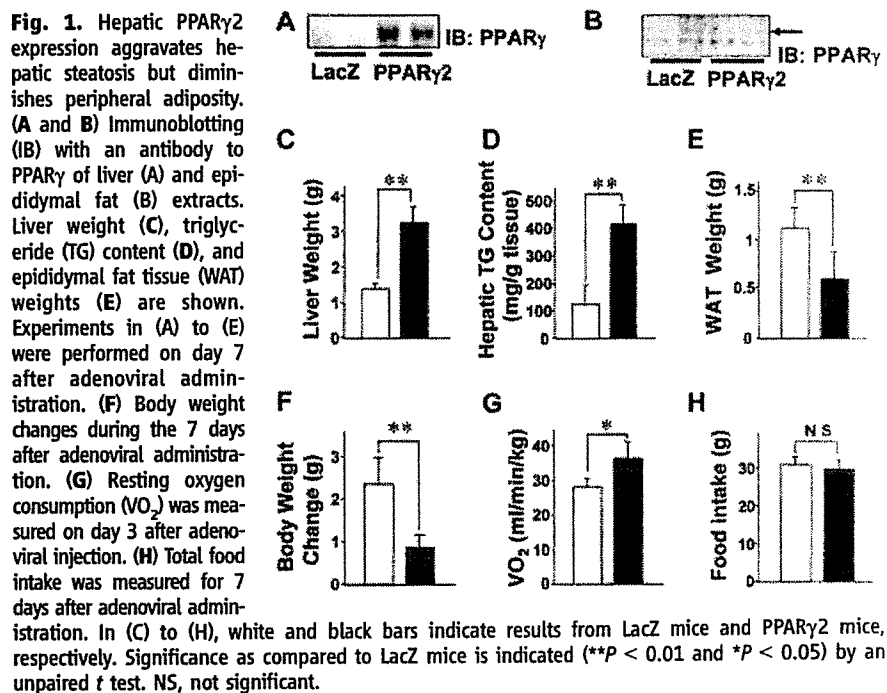 Fig. 1. Hepatic PPARγ2
expression aggravates he-
patic steatosis but dimin-
ishes peripheral adiposity.
(A and B) Immunoblotting
(IB) with an antibody to
PPARγ of liver (A) and epi-
didymal fat (B) extracts.
Liver weight (C), triglyc-
eride (TG) content (D), and
epididymal fat tissue (WAT)
weights (E) are shown.
Experiments in (A) to (E)
were performed on day 7
after adenoviral admin-
istration. (F) Body weight
changes during the 7 days
after adenoviral administra-
tion. (G) Resting oxygen
consumption (VO₂) was mea-
sured on day 3 after adeno-
viral injection. (H) Total food
intake was measured for 7
days after adenoviral admin-
istration. In (C) to (H), white and black bars indicate results from LacZ mice and PPARγ2 mice,
respectively. Significance as compared to LacZ mice is indicated (**P < 0.01 and *P < 0.05) by an
unpaired t test. NS, not significant.
A
IB: PPARγ
LacZ PPARγ2
B
IB: PPARγ
LacZ PPARγ2
C
Liver Weight (g)
4
3
2
1
0
**
D
Hepatic TG Content
(mg/g tissue)
500
400
300
200
100
0
**
E
WAT Weight (g)
1.5
1
0.5
0
**
F
Body Weight
Change (g)
3
2
1
0
**
G
VO₂ (ml/min/kg)
40
30
20
10
0
*
H
Food intake (g)
30
20
10
0
NS